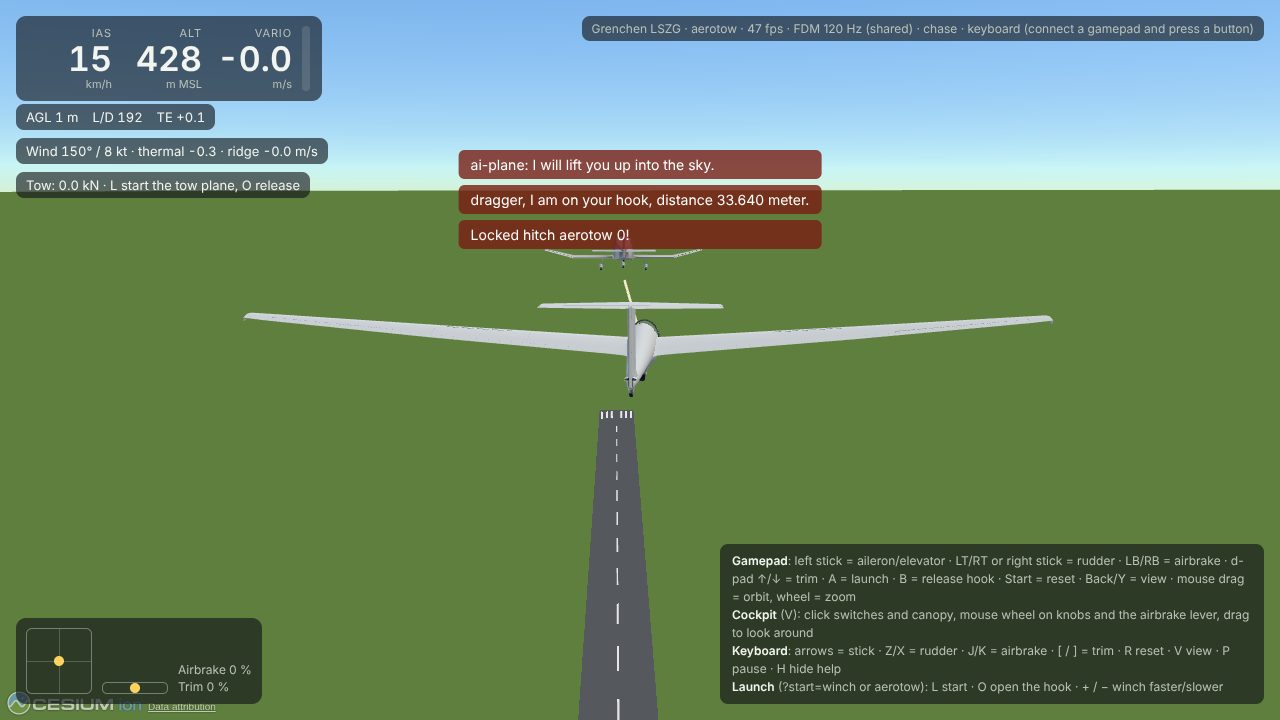 IAS ALT VARIO
15 428 -0.0
km/h m MSL m/s
AGL 1 m L/D 192 TE +0.1
Wind 150° / 8 kt · thermal -0.3 · ridge -0.0 m/s
Tow: 0.0 kN · L start the tow plane, O release
Grenchen LSZG · aerotow · 47 fps · FDM 120 Hz (shared) · chase · keyboard (connect a gamepad and press a button)
ai-plane: I will lift you up into the sky.
dragger, I am on your hook, distance 33.640 meter.
Locked hitch aerotow 0!
Gamepad: left stick = aileron/elevator · LT/RT or right stick = rudder · LB/RB = airbrake · d-
pad ↑/↓ = trim · A = launch · B = release hook · Start = reset · Back/Y = view · mouse drag
= orbit, wheel = zoom
Cockpit (V): click switches and canopy, mouse wheel on knobs and the airbrake lever, drag
to look around
Keyboard: arrows = stick · Z/X = rudder · J/K = airbrake · [ / ] = trim · R reset · V view · P
pause · H hide help
Launch (?start=winch or aerotow): L start · O open the hook · + / − winch faster/slower
Airbrake 0 %
Trim 0 %
CESIUM ion Data attribution